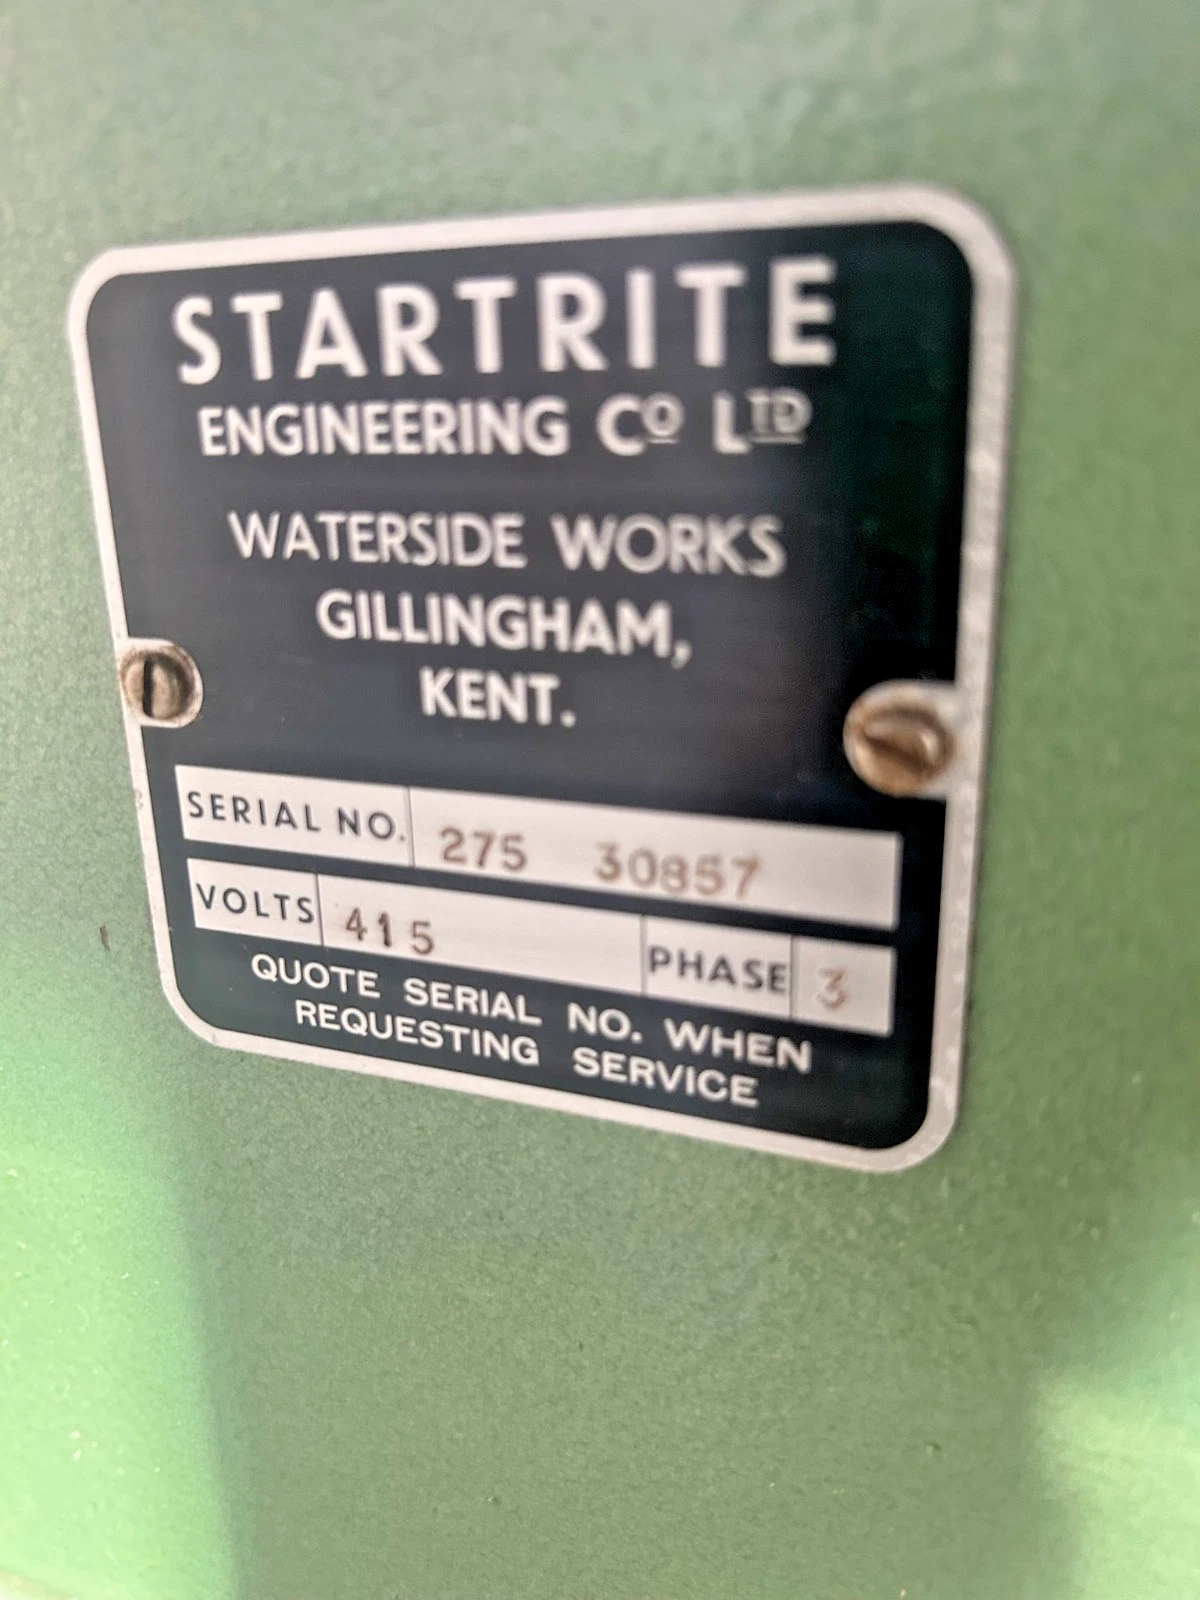 STARTRITE
ENGINEERING Cº LTD
WATERSIDE WORKS
GILLINGHAM,
KENT.
SERIAL NO. 275 30857
VOLTS 415 PHASE 3
QUOTE SERIAL NO. WHEN
REQUESTING SERVICE